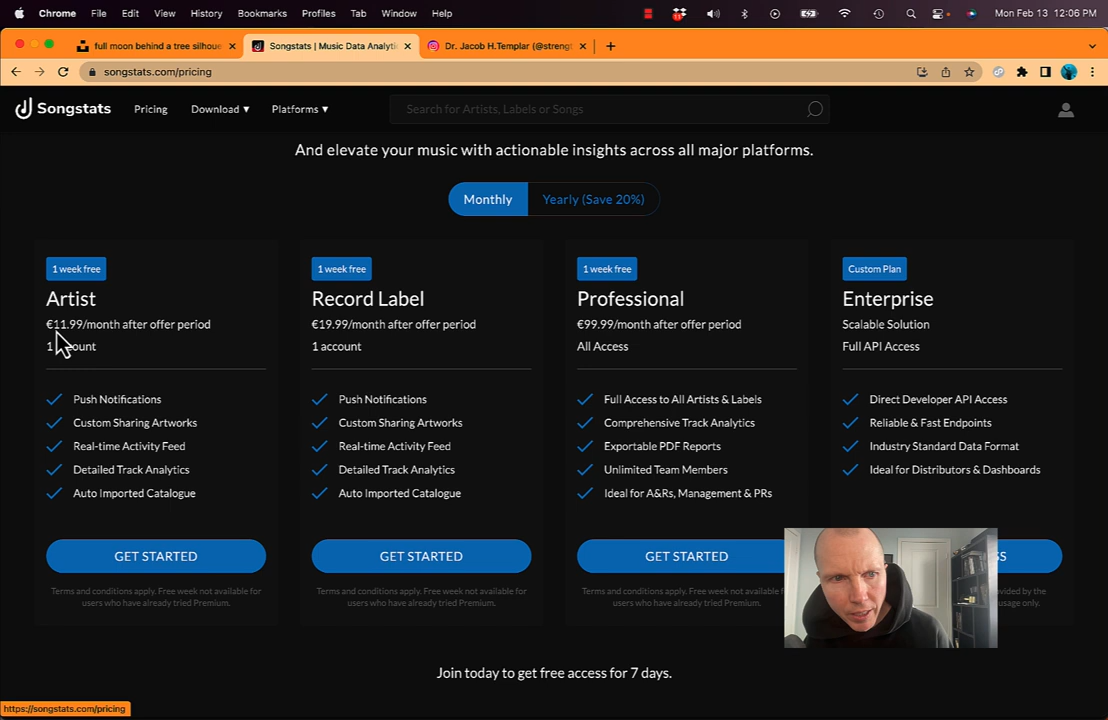 Chrome File Edit View History Bookmarks Profiles Tab Window Help Mon Feb 13 12:06 PM
full moon behind a tree silhoue Songstats | Music Data Analyti Dr. Jacob H.Templar (@strengt
songstats.com/pricing
Songstats Pricing Download ▾ Platforms ▾ Search for Artists, Labels or Songs
And elevate your music with actionable insights across all major platforms.
Monthly Yearly (Save 20%)
1 week free
Artist
€11.99/month after offer period
1
Push Notifications
Custom Sharing Artworks
Real-time Activity Feed
Detailed Track Analytics
Auto Imported Catalogue
GET STARTED
Terms and conditions apply. Free week not available for
users who have already tried Premium.
1 week free
Record Label
€19.99/month after offer period
1 account
Push Notifications
Custom Sharing Artworks
Real-time Activity Feed
Detailed Track Analytics
Auto Imported Catalogue
GET STARTED
Terms and conditions apply. Free week not available for
users who have already tried Premium.
1 week free
Professional
€99.99/month after offer period
All Access
Full Access to All Artists & Labels
Comprehensive Track Analytics
Exportable PDF Reports
Unlimited Team Members
Ideal for A&Rs, Management & PRs
GET STARTED
Terms and conditions apply. Free week not available
users who have already tried Premium.
Custom Plan
Enterprise
Scalable Solution
Full API Access
Direct Developer API Access
Reliable & Fast Endpoints
Industry Standard Data Format
Ideal for Distributors & Dashboards
by the
usage only.
Join today to get free access for 7 days.
https://songstats.com/pricing